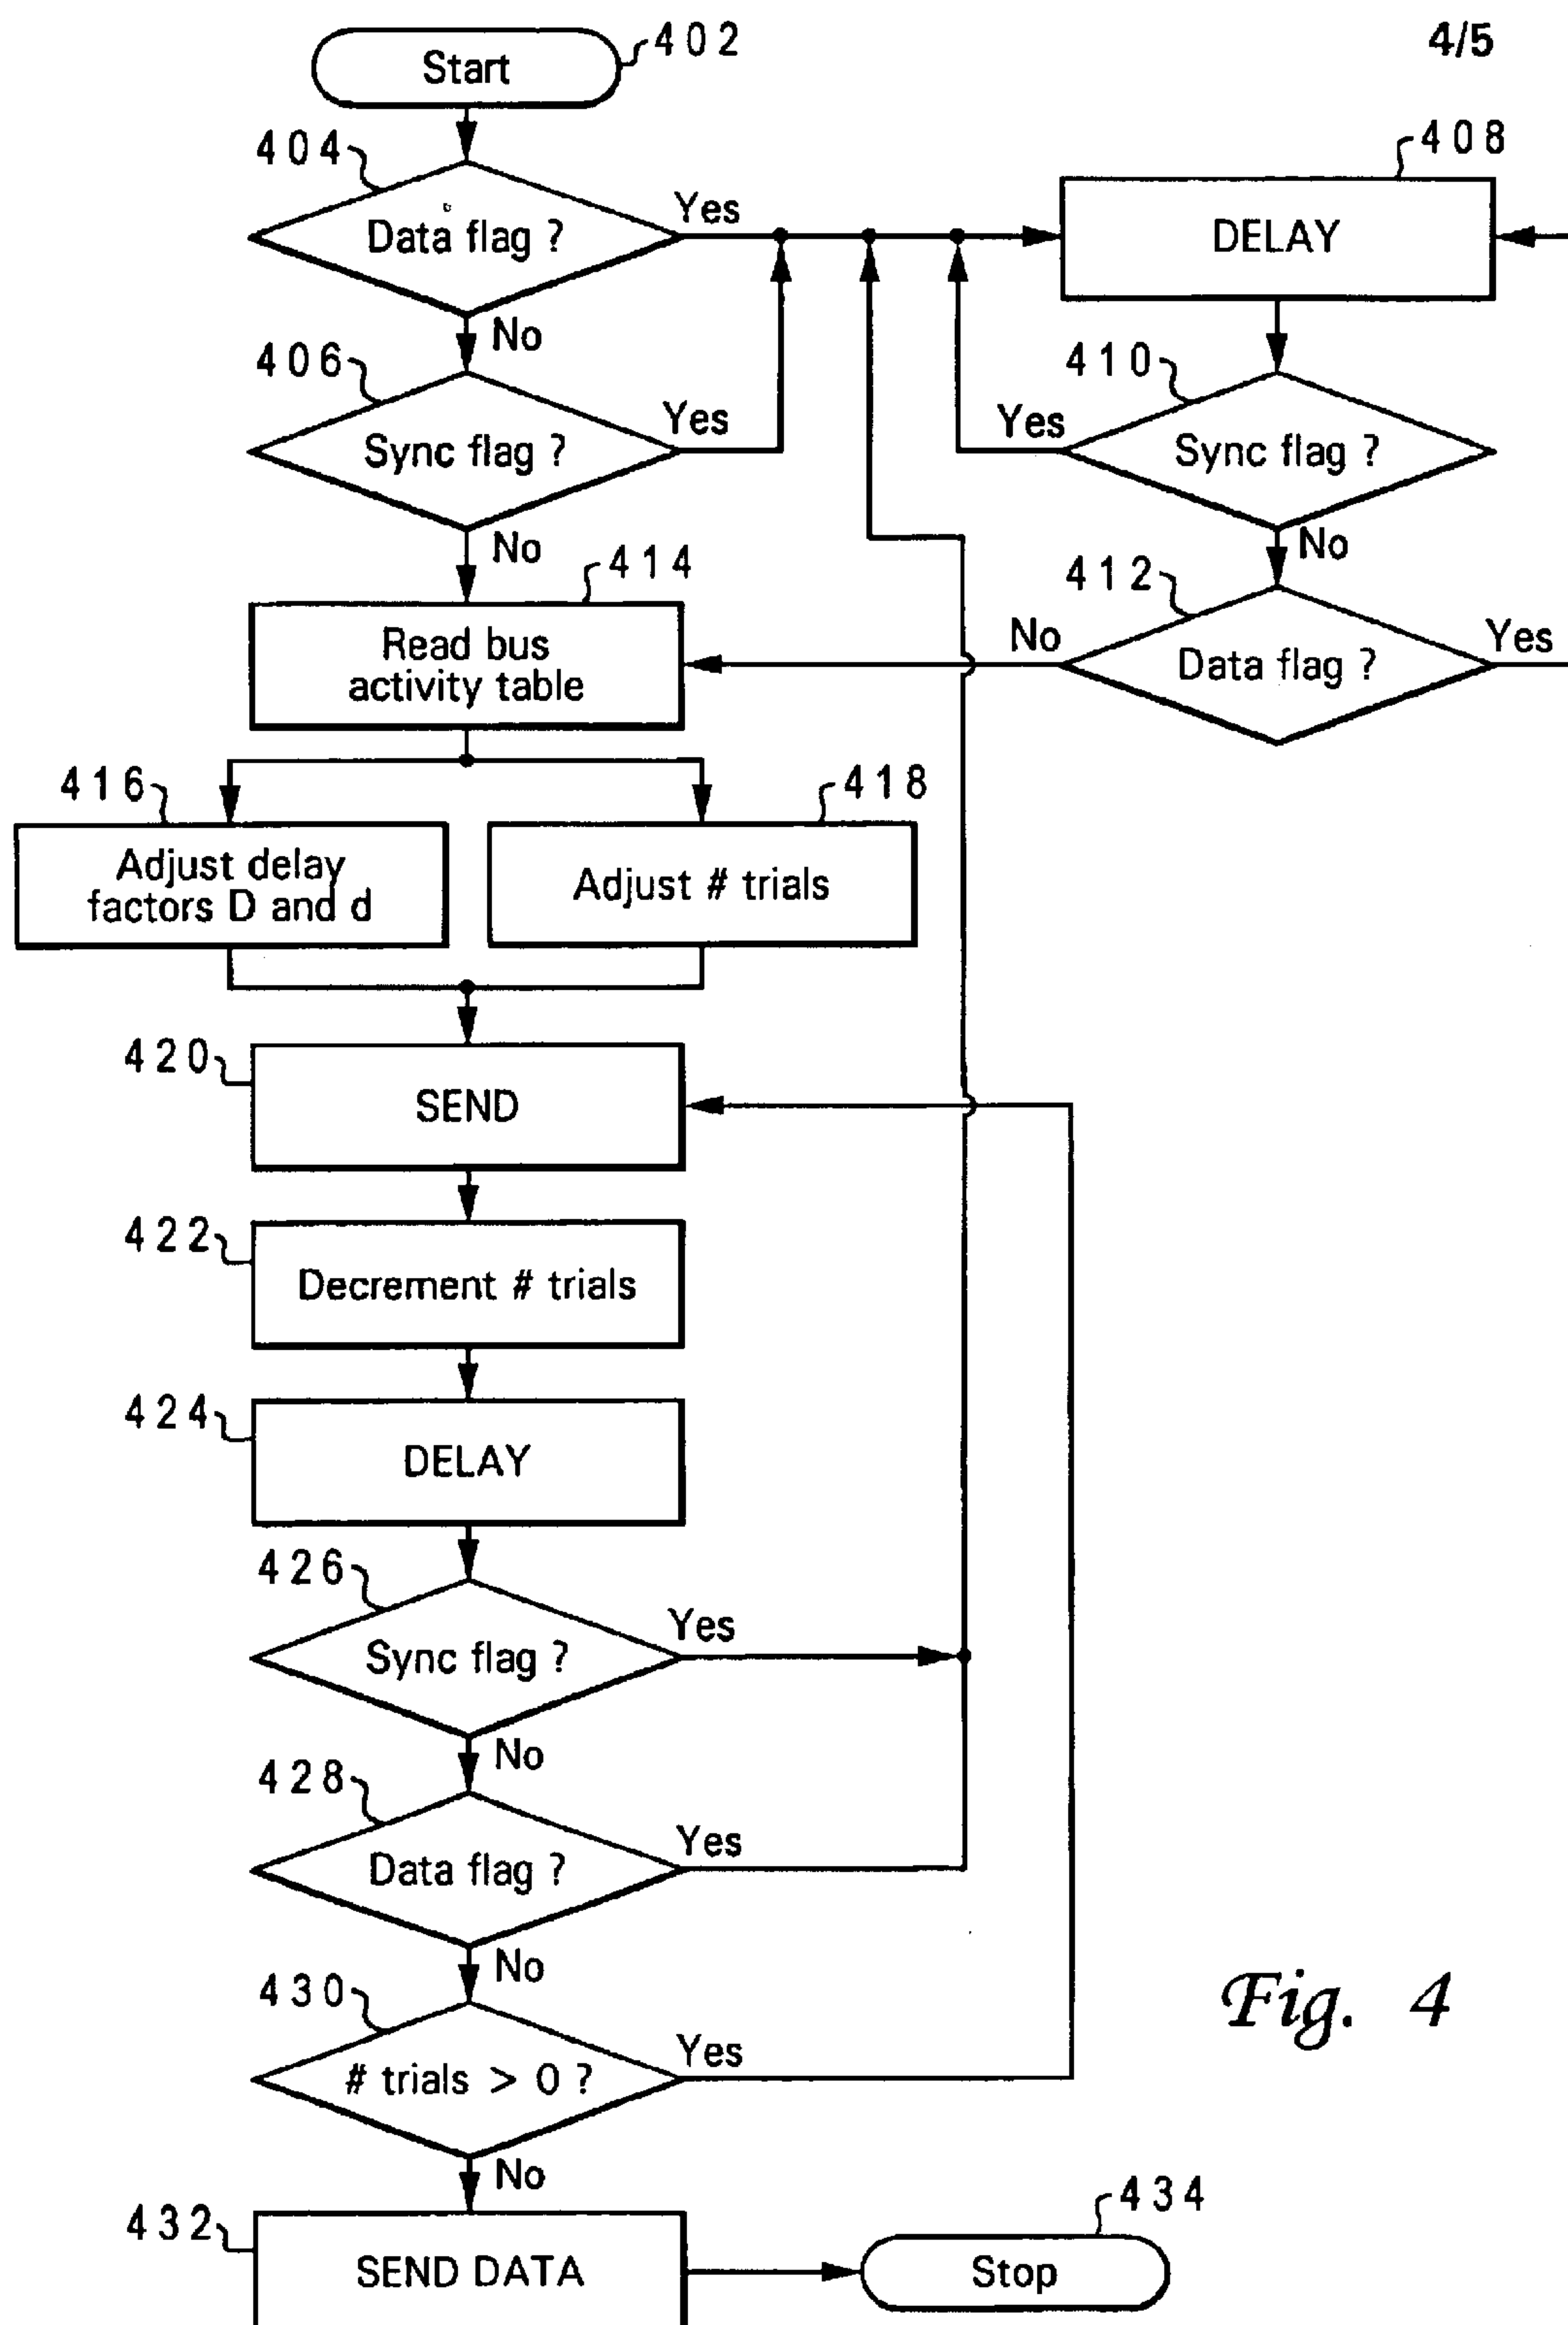 4/5
402
Start
404
Data flag ?
Yes
No
408
DELAY
406
Sync flag ?
Yes
No
410
Sync flag ?
Yes
No
412
Data flag ?
No
Yes
414
Read bus
activity table
416
Adjust delay
factors D and d
418
Adjust # trials
420
SEND
422
Decrement # trials
424
DELAY
426
Sync flag ?
Yes
No
428
Data flag ?
Yes
No
430
# trials > 0 ?
Yes
No
432
SEND DATA
434
Stop
Fig. 4